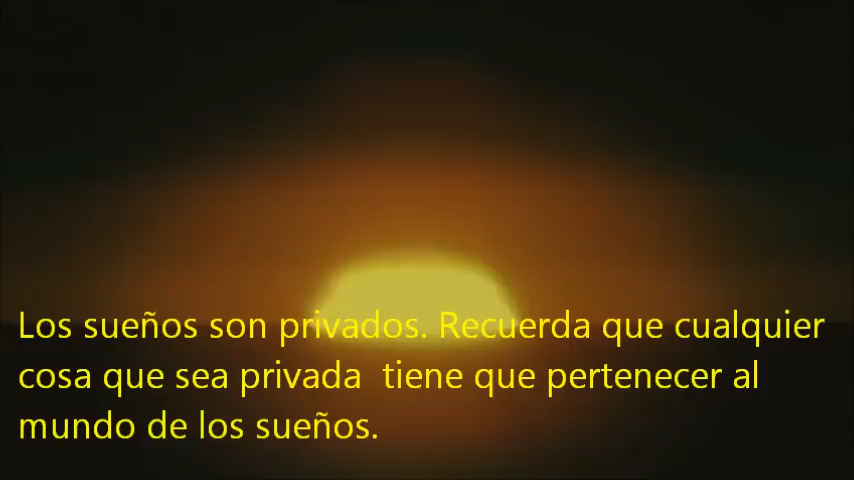 Los sueños son privados. Recuerda que cualquier
cosa que sea privada  tiene que pertenecer al
mundo de los sueños.